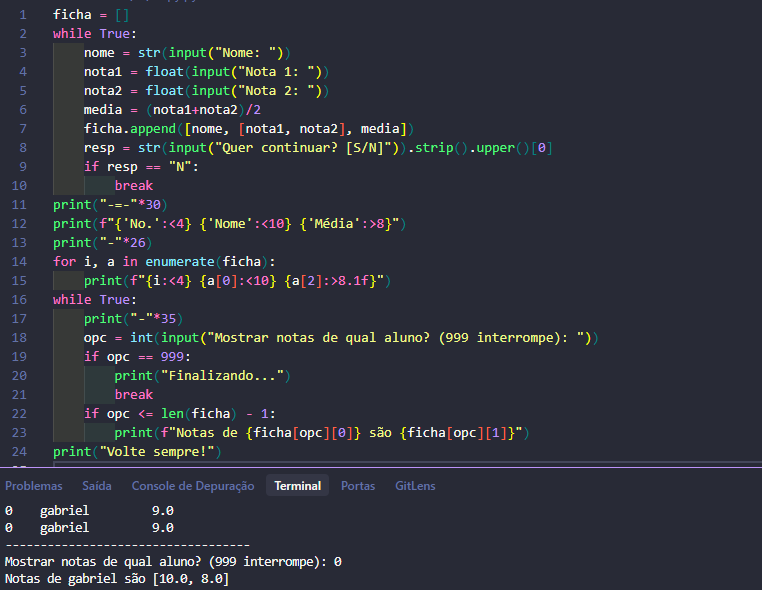 1 ficha = []
2 while True:
3     nome = str(input("Nome: "))
4     nota1 = float(input("Nota 1: "))
5     nota2 = float(input("Nota 2: "))
6     media = (nota1+nota2)/2
7     ficha.append([nome, [nota1, nota2], media])
8     resp = str(input("Quer continuar? [S/N]")).strip().upper()[0]
9     if resp == "N":
10         break
11 print("-=-"*30)
12 print(f"{'No.':<4} {'Nome':<10} {'Média':>8}")
13 print("-"*26)
14 for i, a in enumerate(ficha):
15     print(f"{i:<4} {a[0]:<10} {a[2]:>8.1f}")
16 while True:
17     print("-"*35)
18     opc = int(input("Mostrar notas de qual aluno? (999 interrompe): "))
19     if opc == 999:
20         print("Finalizando...")
21         break
22     if opc <= len(ficha) - 1:
23         print(f"Notas de {ficha[opc][0]} são {ficha[opc][1]}")
24 print("Volte sempre!")
Problemas Saída Console de Depuração Terminal Portas GitLens
0    gabriel         9.0
0    gabriel         9.0
-----------------------------------
Mostrar notas de qual aluno? (999 interrompe): 0
Notas de gabriel são [10.0, 8.0]